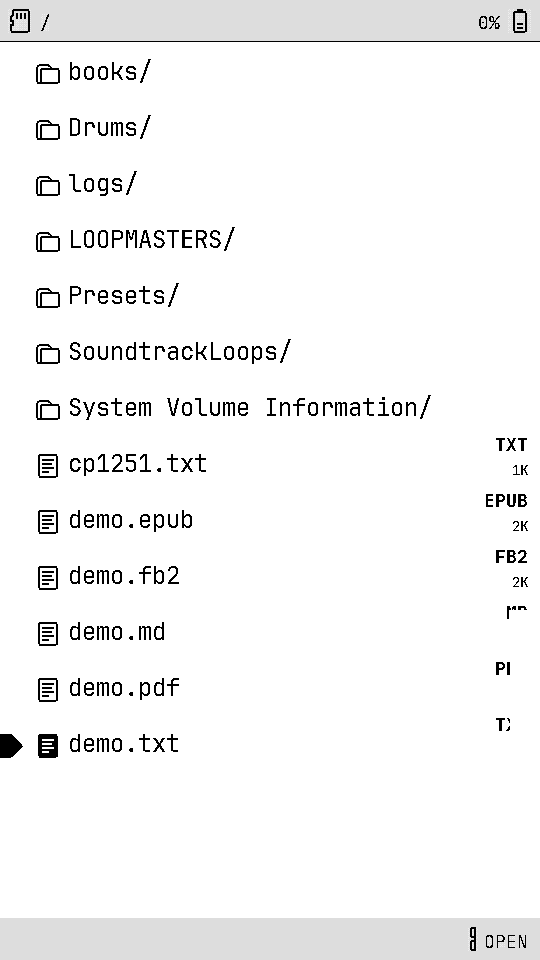 / 0%
books/
Drums/
logs/
LOOPMASTERS/
Presets/
SoundtrackLoops/
System Volume Information/
cp1251.txt TXT
1K
demo.epub EPUB
2K
demo.fb2 FB2
2K
demo.md
demo.pdf
demo.txt
OPEN